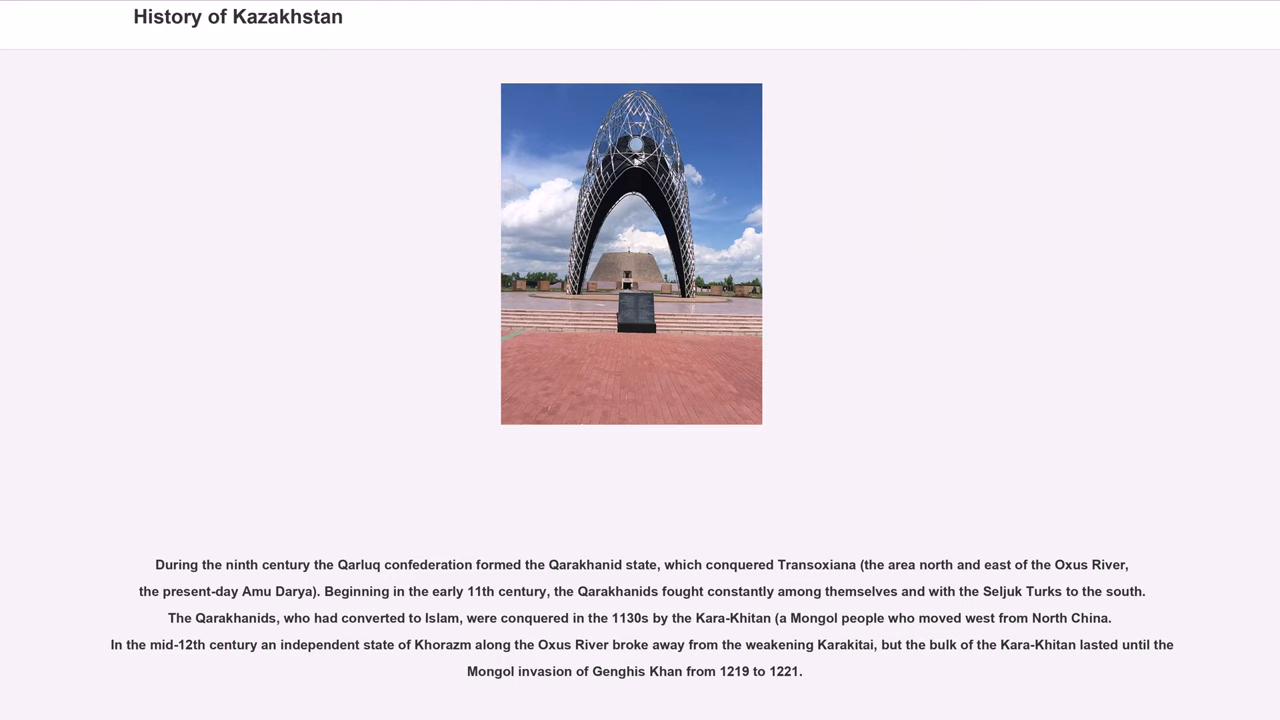 History of Kazakhstan
During the ninth century the Qarluq confederation formed the Qarakhanid state, which conquered Transoxiana (the area north and east of the Oxus River,
the present-day Amu Darya). Beginning in the early 11th century, the Qarakhanids fought constantly among themselves and with the Seljuk Turks to the south.
The Qarakhanids, who had converted to Islam, were conquered in the 1130s by the Kara-Khitan (a Mongol people who moved west from North China.
In the mid-12th century an independent state of Khorazm along the Oxus River broke away from the weakening Karakitai, but the bulk of the Kara-Khitan lasted until the
Mongol invasion of Genghis Khan from 1219 to 1221.